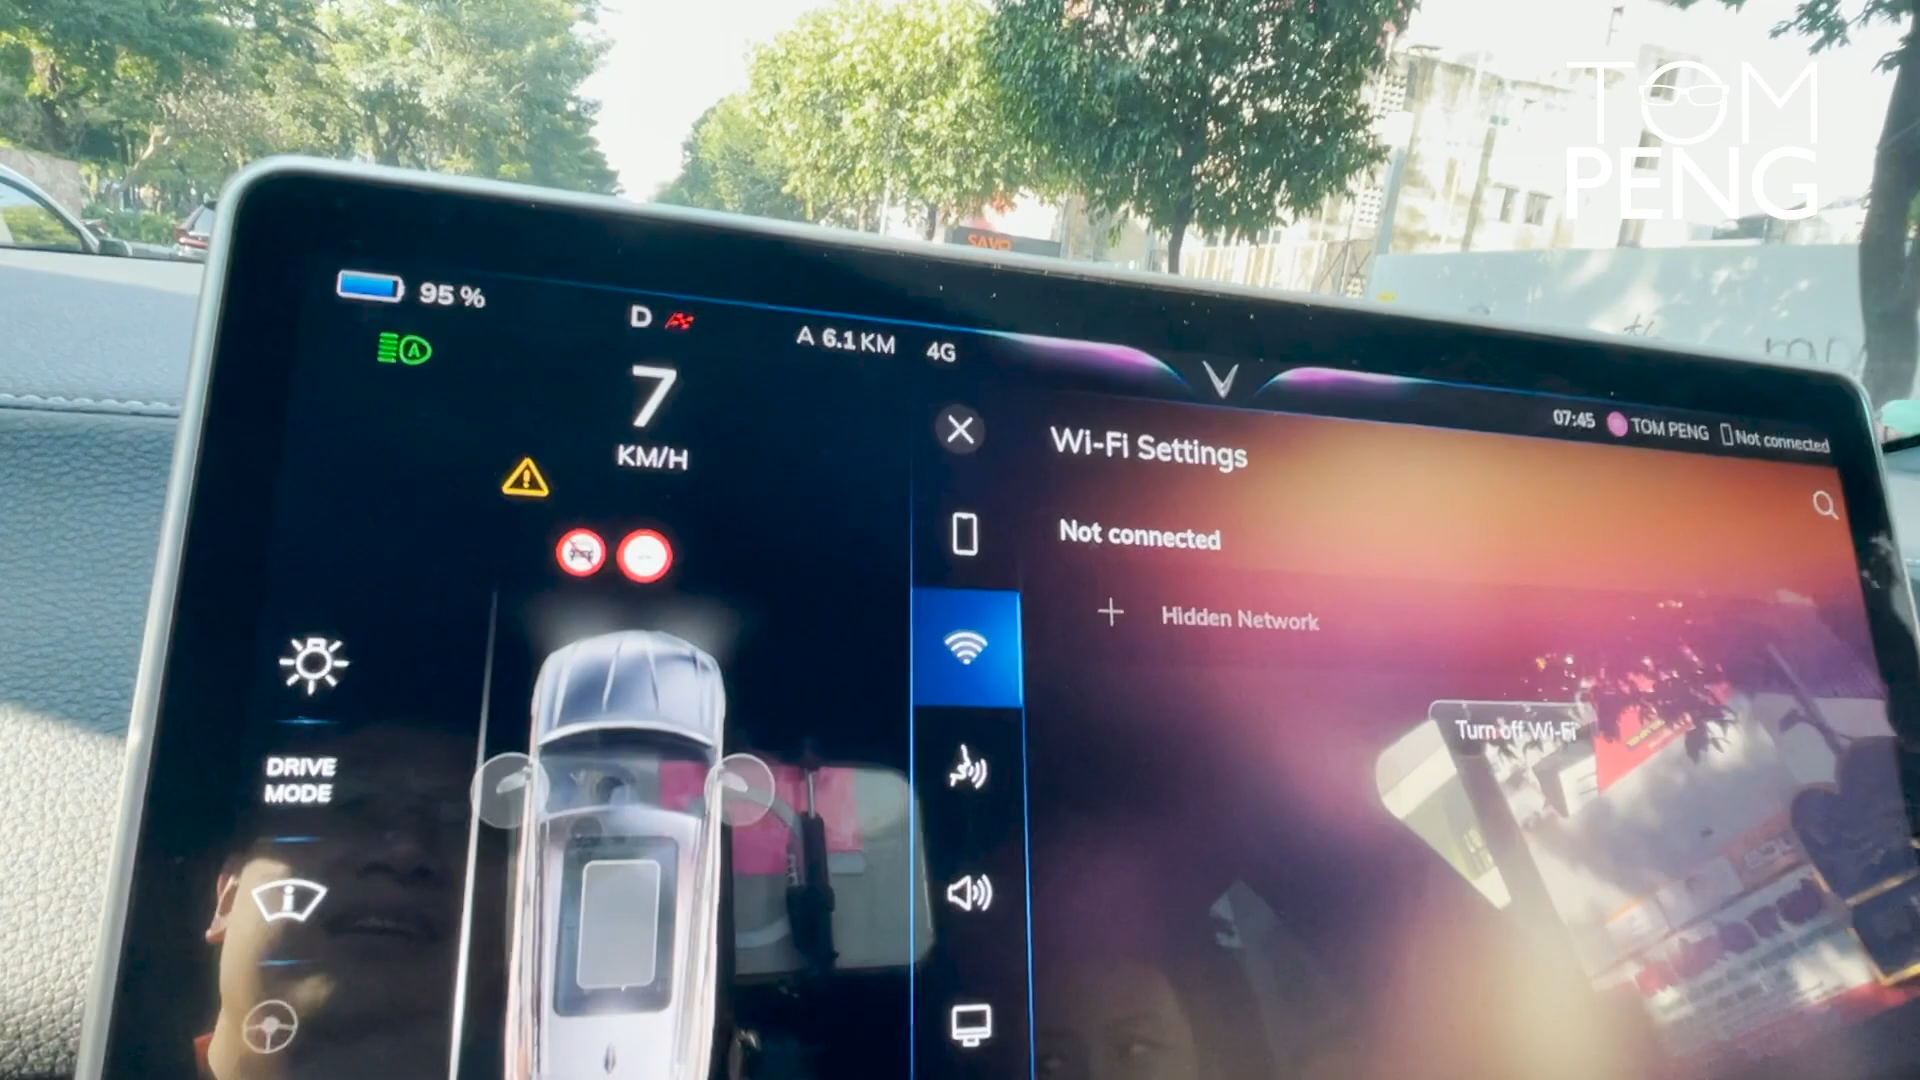 TOM
PENG
SAVE
95 %
D
A 6.1 KM 4G
7
KM/H
07:45 TOM PENG Not connected
Wi-Fi Settings
Not connected
Hidden Network
Turn off Wi-Fi
DRIVE
MODE